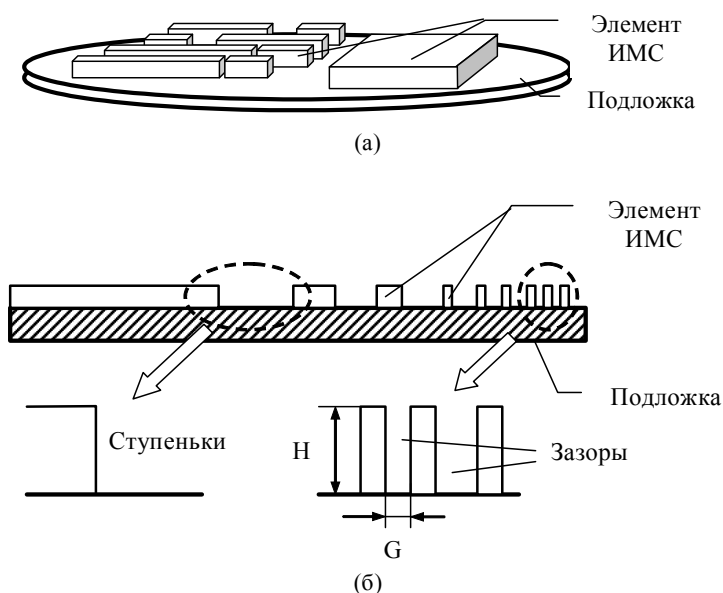 Элемент
ИМС
Подложка
(а)
Элемент
ИМС
Подложка
Ступеньки
H
Зазоры
G
(б)